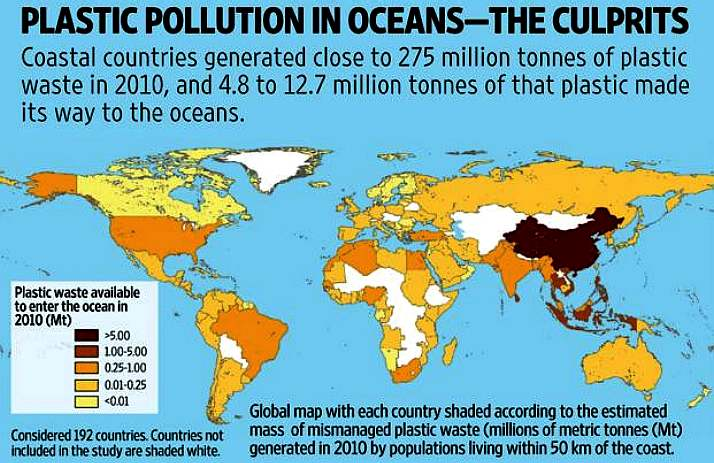 PLASTIC POLLUTION IN OCEANS—THE CULPRITS
Coastal countries generated close to 275 million tonnes of plastic
waste in 2010, and 4.8 to 12.7 million tonnes of that plastic made
its way to the oceans.
Plastic waste available
to enter the ocean in
2010 (Mt)
>5.00
1.00-5.00
0.25-1.00
0.01-0.25
<0.01
Considered 192 countries. Countries not
included in the study are shaded white.
Global map with each country shaded according to the estimated
mass of mismanaged plastic waste (millions of metric tonnes (Mt)
generated in 2010 by populations living within 50 km of the coast.